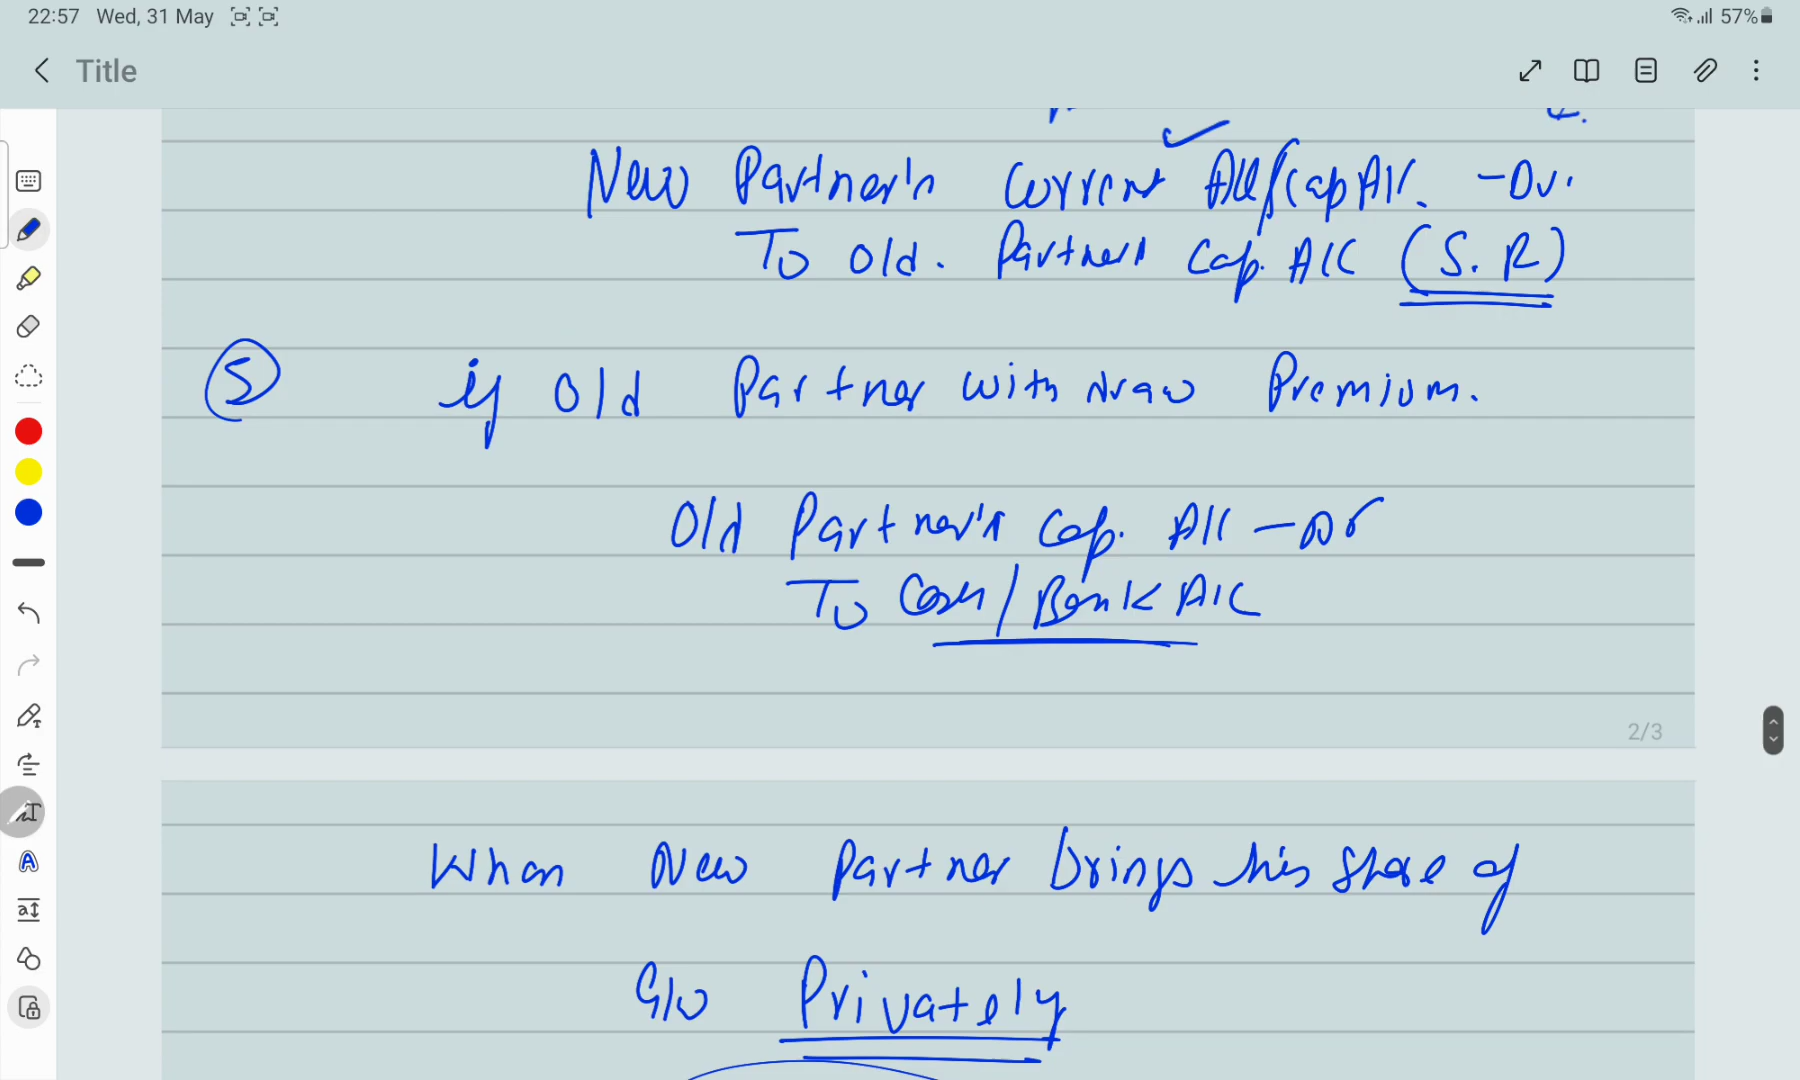 22:57 Wed, 31 May 57%
Title
New Partner's Current A/c/Cap A/c. - Dr.
To Old. Partners Cap. A/c (S.R)
5 if Old Partner withdraw Premium.
Old Partner's Cap. A/c - Dr
To Cash/Bank A/c
2/3
When New Partner brings his share of
G/w Privately